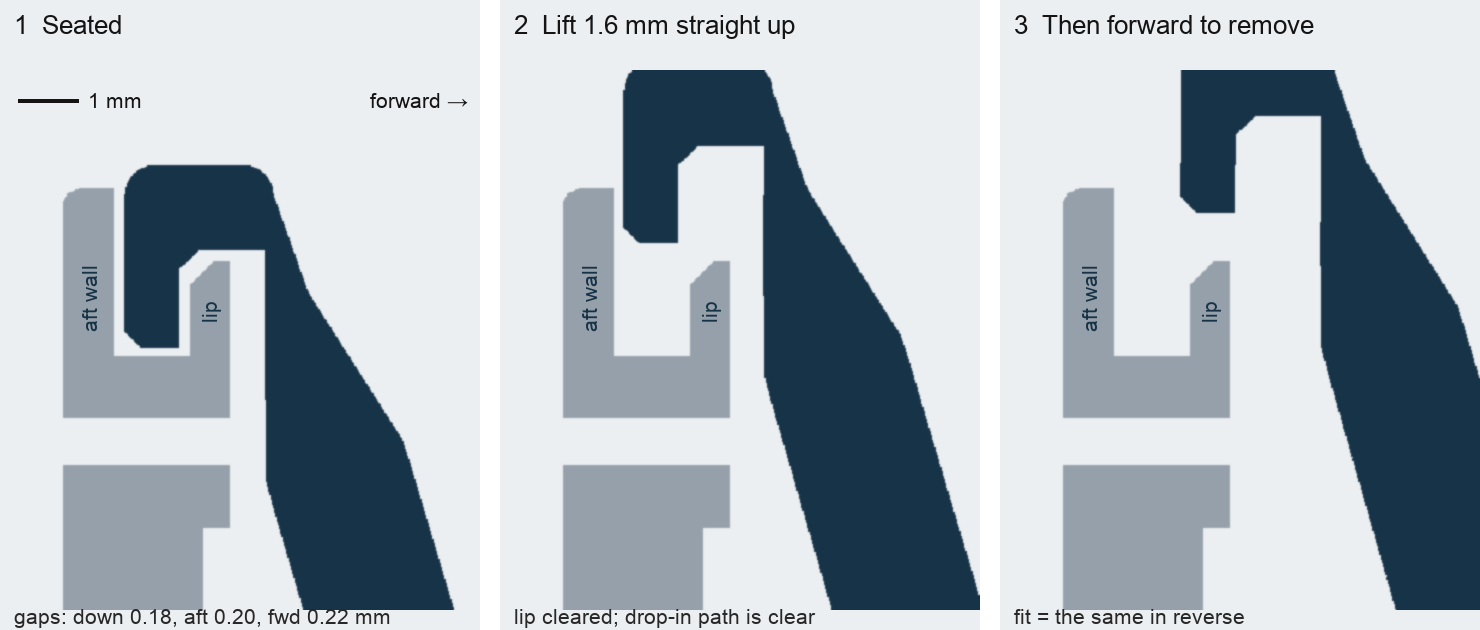 1 Seated
1 mm
forward →
aft wall
lip
gaps: down 0.18, aft 0.20, fwd 0.22 mm
2 Lift 1.6 mm straight up
aft wall
lip
lip cleared; drop-in path is clear
3 Then forward to remove
aft wall
lip
fit = the same in reverse